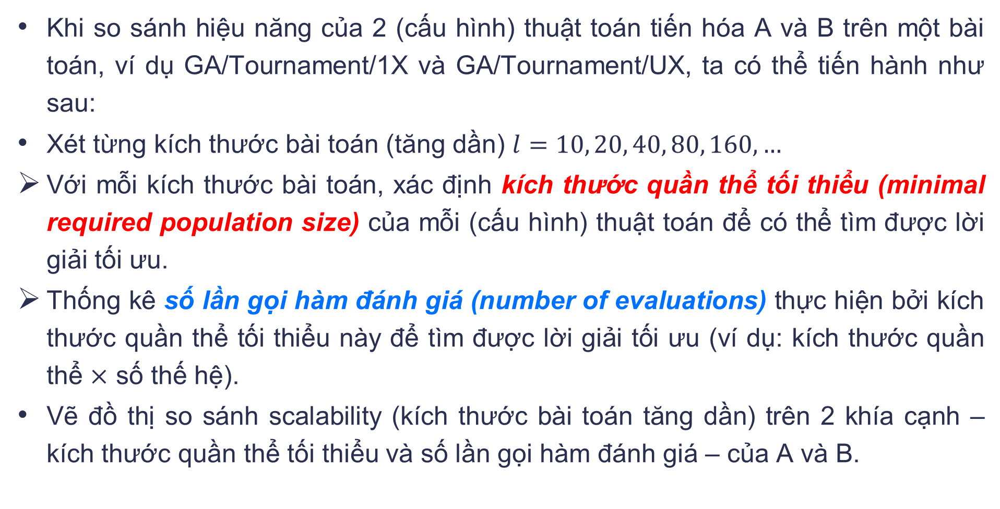 • Khi so sánh hiệu năng của 2 (cấu hình) thuật toán tiến hóa A và B trên một bài
toán, ví dụ GA/Tournament/1X và GA/Tournament/UX, ta có thể tiến hành như
sau:
• Xét từng kích thước bài toán (tăng dần) 𝑙 = 10, 20, 40, 80, 160, …
➢ Với mỗi kích thước bài toán, xác định kích thước quần thể tối thiểu (minimal
required population size) của mỗi (cấu hình) thuật toán để có thể tìm được lời
giải tối ưu.
➢ Thống kê số lần gọi hàm đánh giá (number of evaluations) thực hiện bởi kích
thước quần thể tối thiểu này để tìm được lời giải tối ưu (ví dụ: kích thước quần
thể × số thế hệ).
• Vẽ đồ thị so sánh scalability (kích thước bài toán tăng dần) trên 2 khía cạnh –
kích thước quần thể tối thiểu và số lần gọi hàm đánh giá – của A và B.